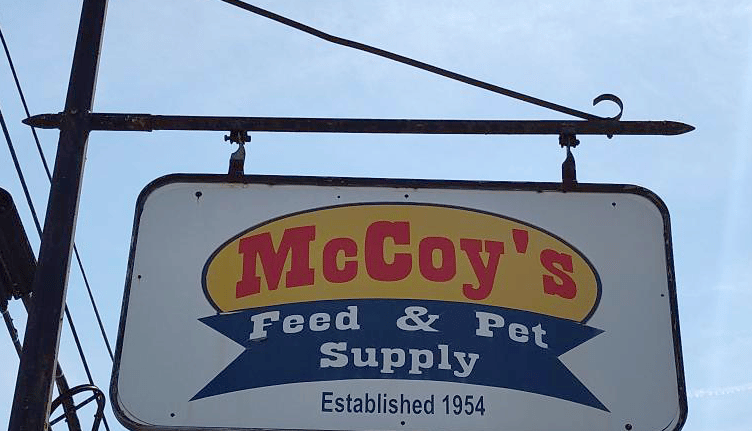 McCoy's
Feed & Pet
Supply
Established 1954